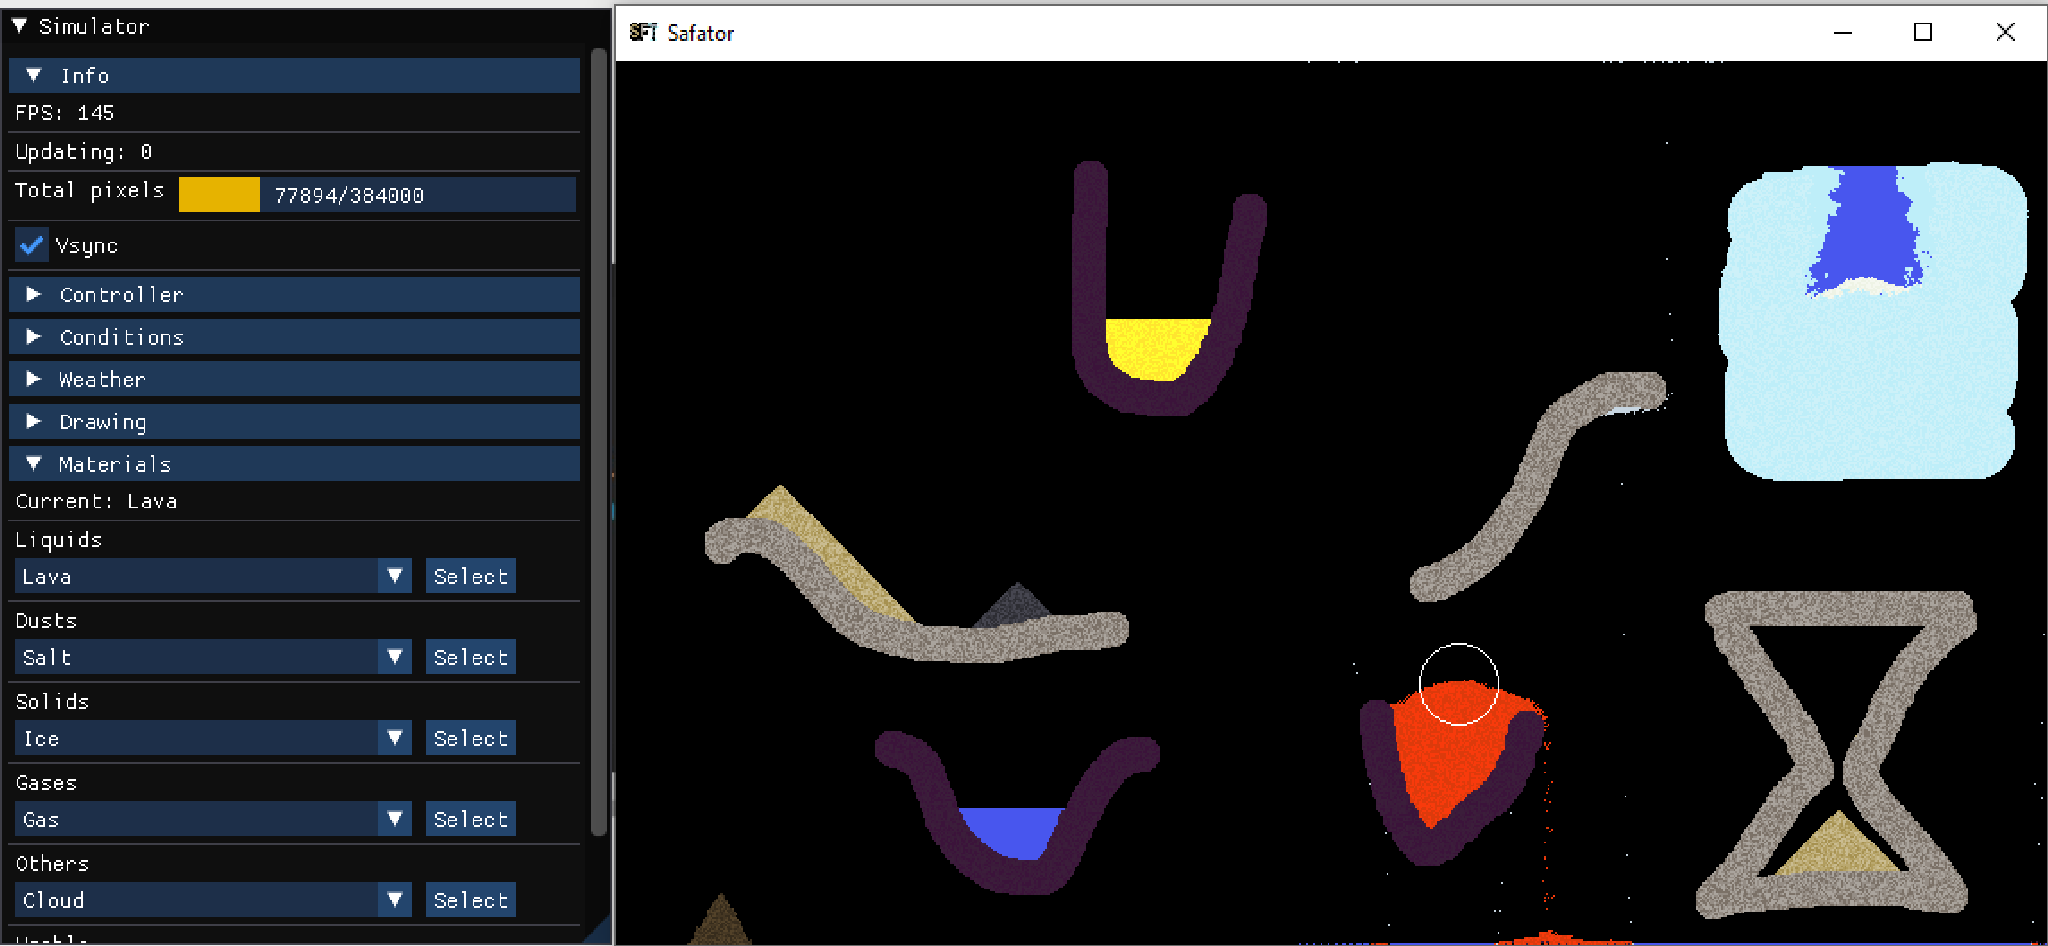 Simulator
Info
FPS: 145
Updating: 0
Total pixels 77894/384000
Vsync
Controller
Conditions
Weather
Drawing
Materials
Current: Lava
Liquids
Lava Select
Dusts
Salt Select
Solids
Ice Select
Gases
Gas Select
Others
Cloud Select
SFT Safator